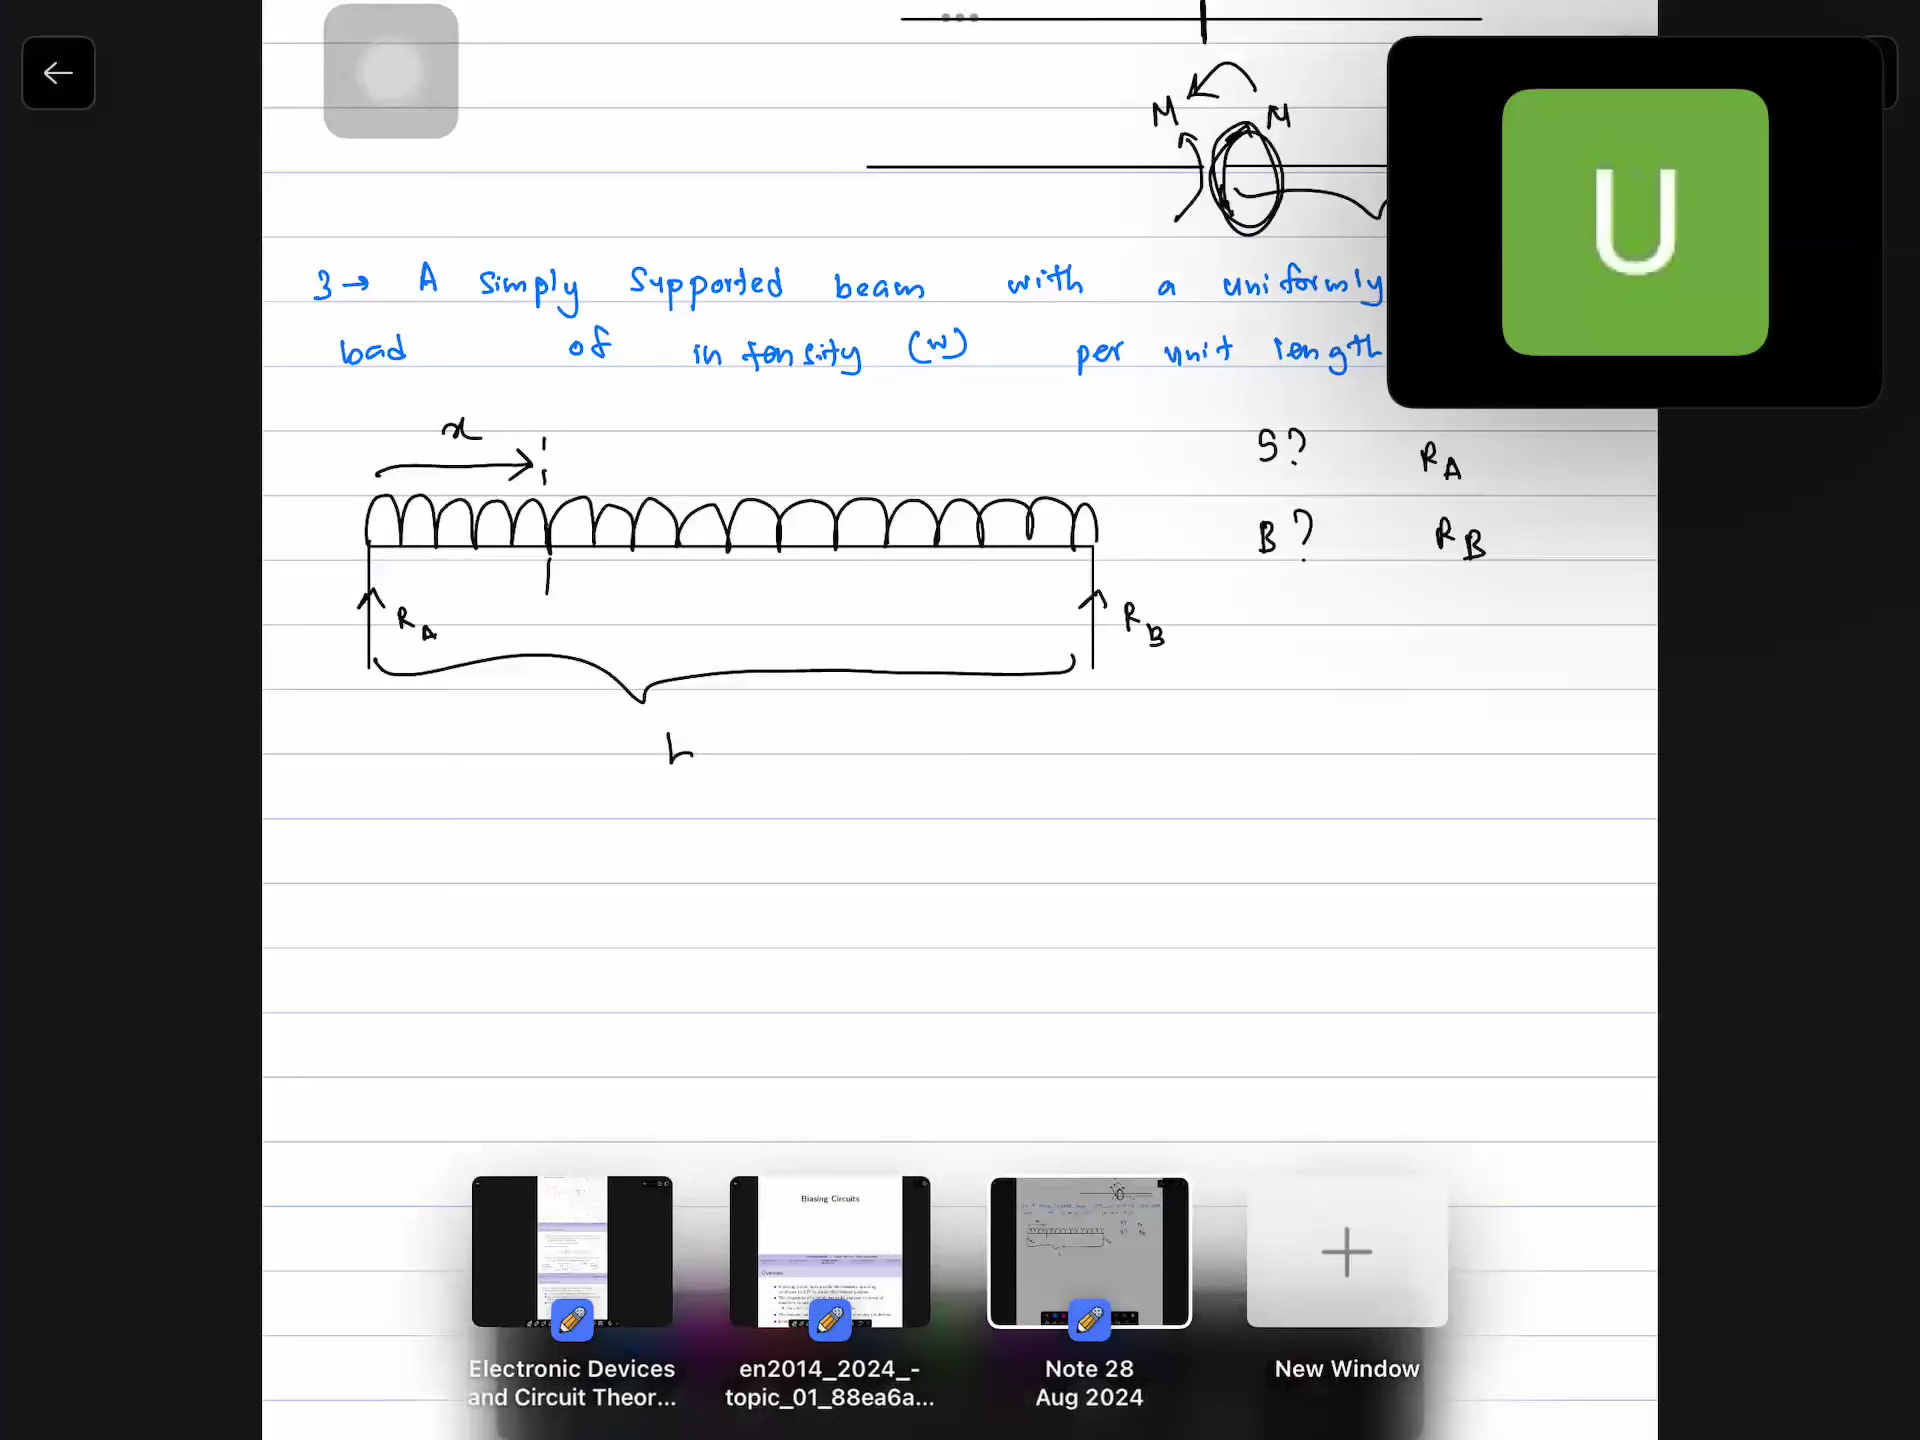 M M
U
3→ A simply supported beam with a uniformly
load of intensity (w) per unit length
x
S? RA
B? RB
RA RB
L
Biasing Circuits
Overview
Electronic Devices and Circuit Theor...
en2014_2024_-topic_01_88ea6a...
Note 28 Aug 2024
New Window